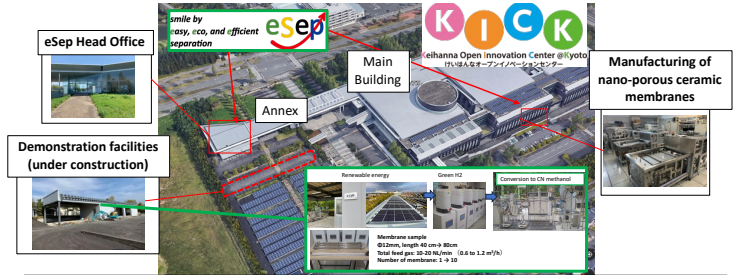 smile by
easy, eco, and efficient
separation
eSep
KICK
Keihanna Open Innovation Center @Kyoto
けいはんなオープンイノベーションセンター
eSep Head Office
Main
Building
Annex
Manufacturing of
nano-porous ceramic
membranes
Demonstration facilities
(under construction)
Renewable energy
Green H2
Conversion to CN methanol
Membrane sample
Φ12mm, length 40 cm→ 80cm
Total feed gas: 10-20 NL/min （0.6 to 1.2 m³/h）
Number of membrane: 1 → 10